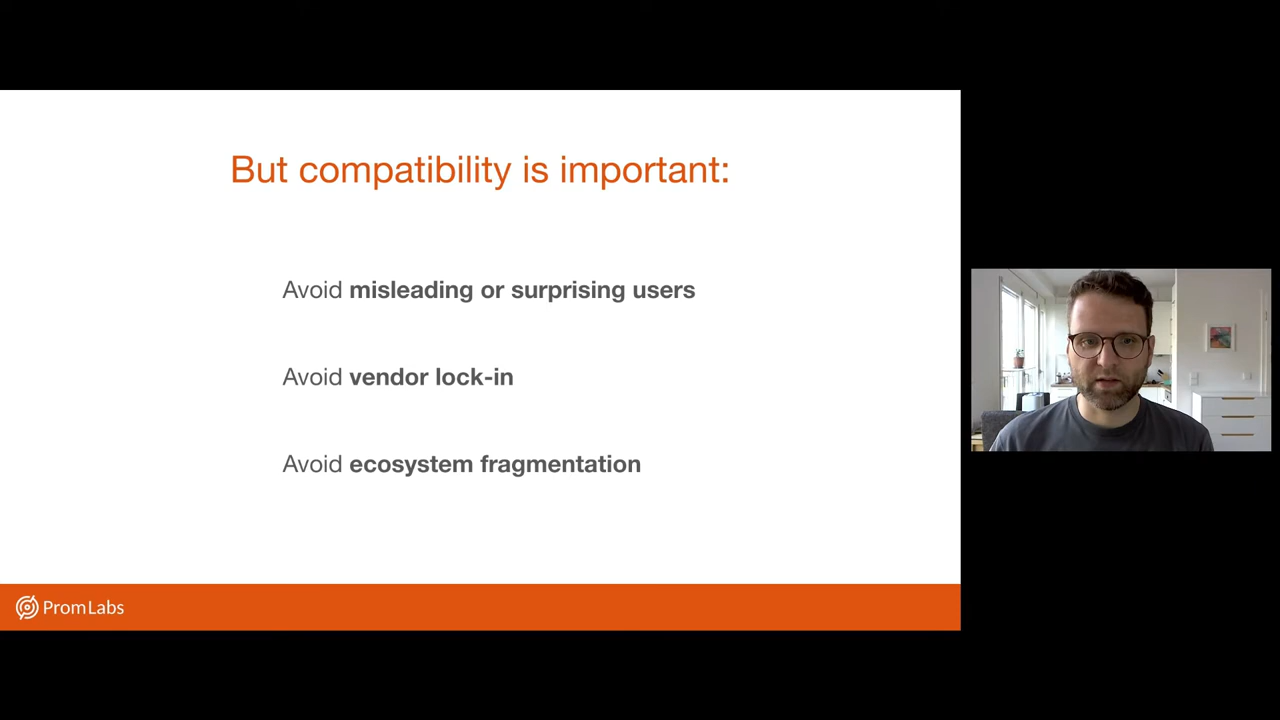 But compatibility is important:
Avoid misleading or surprising users
Avoid vendor lock-in
Avoid ecosystem fragmentation
PromLabs